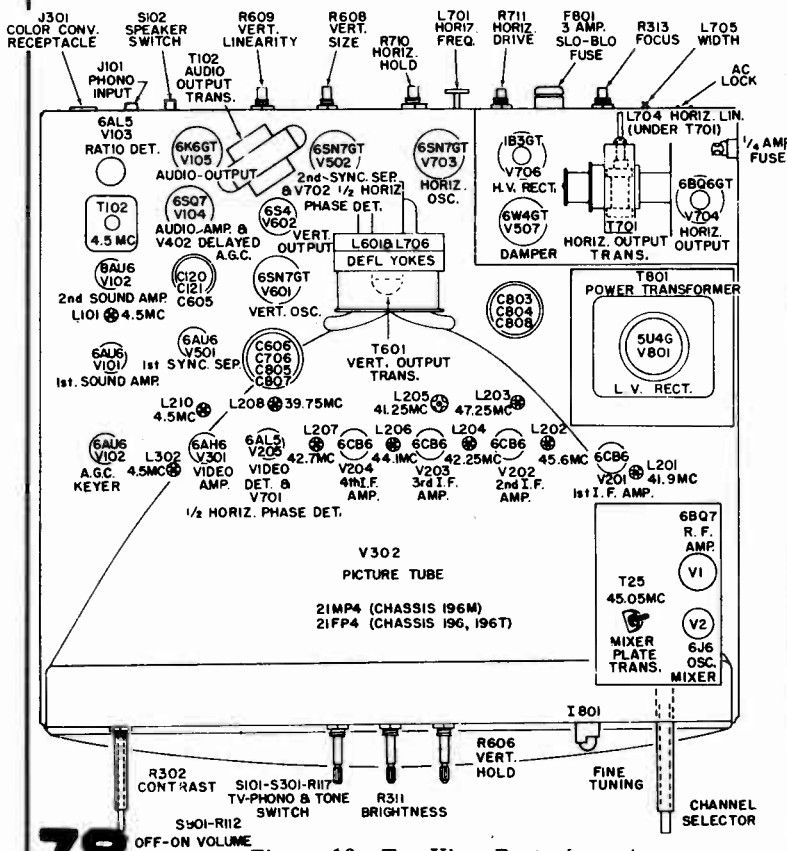 J301
COLOR CONV.
RECEPTACLE
S102
SPEAKER
SWITCH
R609
VERT.
LINEARITY
R608
VERT.
SIZE
L701
HORIZ.
FREQ.
R711
HORIZ.
DRIVE
F801
3 AMP.
SLO-BLO
FUSE
R313
FOCUS
L705
WIDTH
J101
PHONO
INPUT
T102
AUDIO
OUTPUT
TRANS.
R710
HORIZ.
HOLD
AC
LOCK
6AL5
V103
RATIO DET.
6K6GT
V105
AUDIO-OUTPUT
6SN7GT
V502
2nd-SYNC. SEP.
& V702 1/2 HORIZ
PHASE DET.
6SN7GT
V703
HORIZ.
OSC.
1B3GT
V706
H.V. RECT.
L704 HORIZ. LIN.
(UNDER T701)
1/4 AMP
FUSE
T102
4.5 MC
6SQ7
V104
AUDIO AMP. &
V402 DELAYED
A.G.C.
6S4
V602
VERT.
OUTPUT
6W4GT
V507
DAMPER
T701
HORIZ. OUTPUT
TRANS.
6BQ6GT
V704
HORIZ.
OUTPUT
L601& L706
DEFL YOKES
8AU6
V102
2nd SOUND AMP.
L101 4.5MC
C120
C121
C605
6SN7GT
V601
VERT. OSC.
C803
C804
C808
T801
POWER TRANSFORMER
5U4G
V801
L. V. RECT.
6AU6
V101
1st. SOUND AMP.
6AU6
V501
1st SYNC. SEP.
C606
C706
C805
C807
T601
VERT. OUTPUT
TRANS.
L210
4.5MC
L208 39.75MC
L205
41.25MC
L203
47.25MC
6AU6
V102
A.G.C.
KEYER
L302
4.5MC
6AH6
V301
VIDEO
AMP.
6AL5
V205
VIDEO
DET. &
V701
1/2 HORIZ. PHASE DET.
L207
42.7MC
6CB6
V204
4th I.F.
AMP.
L206
44.1MC
6CB6
V203
3rd I.F.
AMP.
L204
42.25MC
6CB6
V202
2nd I.F.
AMP.
L202
45.6MC
6CB6
V201
1st I.F. AMP.
L201
41.9MC
V302
PICTURE TUBE
21MP4 (CHASSIS 196M)
21FP4 (CHASSIS 196, 196T)
6BQ7
R. F.
AMP.
V1
T25
45.05MC
MIXER
PLATE
TRANS.
V2
6J6
OSC.
MIXER
I 801
R302
CONTRAST
S101-S301-R117
TV-PHONO & TONE
SWITCH
R311
BRIGHTNESS
R606
VERT.
HOLD
FINE
TUNING
CHANNEL
SELECTOR
S901-R112
OFF-ON VOLUME